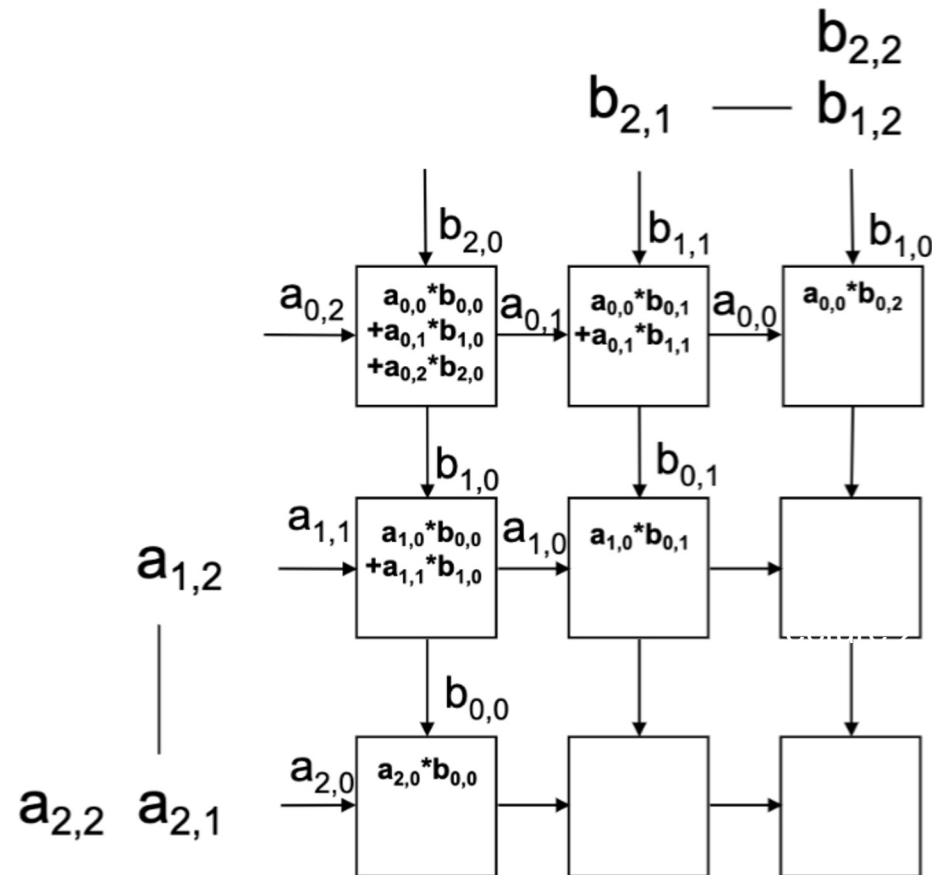 b2,2
b2,1 — b1,2
b2,0 b1,1 b1,0
a0,2 a0,0*b0,0 a0,1 a0,0*b0,1 a0,0 a0,0*b0,2
+a0,1*b1,0 +a0,1*b1,1
+a0,2*b2,0
b1,0 b0,1
a1,1 a1,0*b0,0 a1,0 a1,0*b0,1
a1,2 +a1,1*b1,0
b0,0
a2,0 a2,0*b0,0
a2,2 a2,1